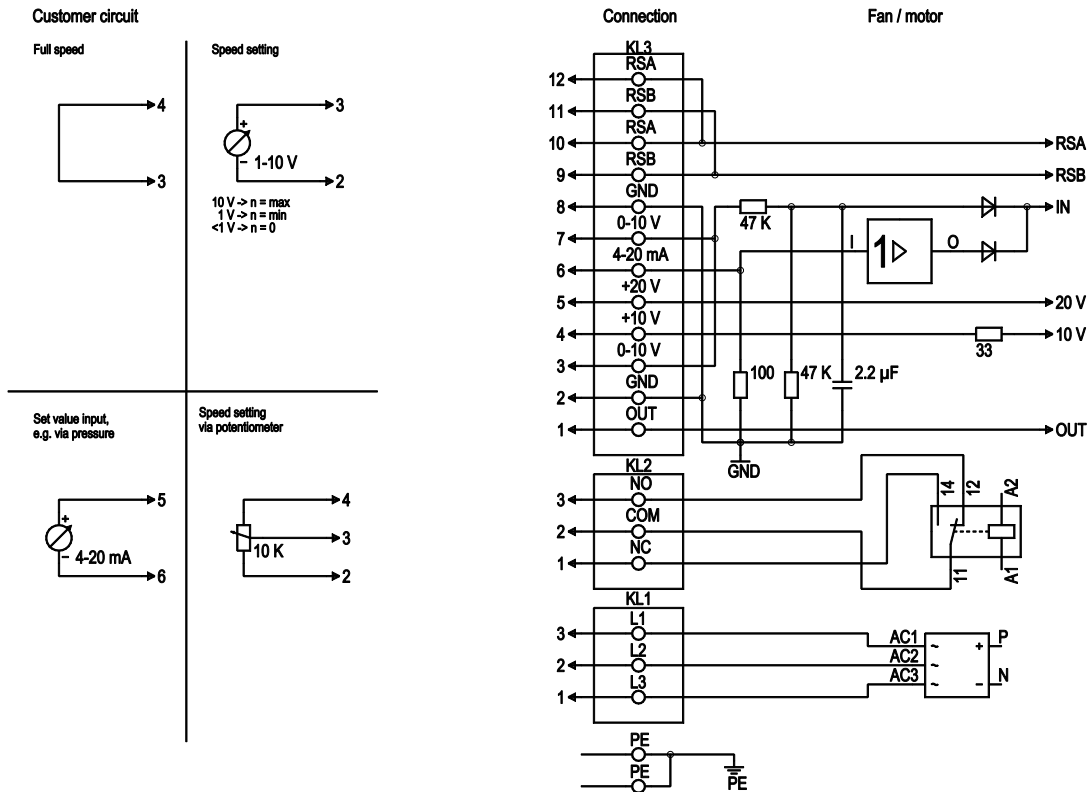 Customer circuit
Full speed
4
3
Speed setting
3
+
1-10 V
−
2
10 V -> n = max
1 V -> n = min
<1 V -> n = 0
Set value input,
e.g. via pressure
5
+
4-20 mA
−
6
Speed setting
via potentiometer
4
3
10 K
2
Connection
Fan / motor
KL3
RSA
12
RSB
11
RSA
10
RSA
RSB
9
RSB
GND
8
IN
47 K
0-10 V
7
I
1
O
4-20 mA
6
+20 V
5
20 V
+10 V
4
10 V
33
0-10 V
3
100
47 K
2.2 µF
GND
2
OUT
1
OUT
GND
KL2
NO
3
COM
2
NC
1
14
12
A2
11
A1
KL1
L1
3
L2
2
L3
1
AC1
~
+
P
AC2
~
AC3
~
−
N
PE
PE
PE